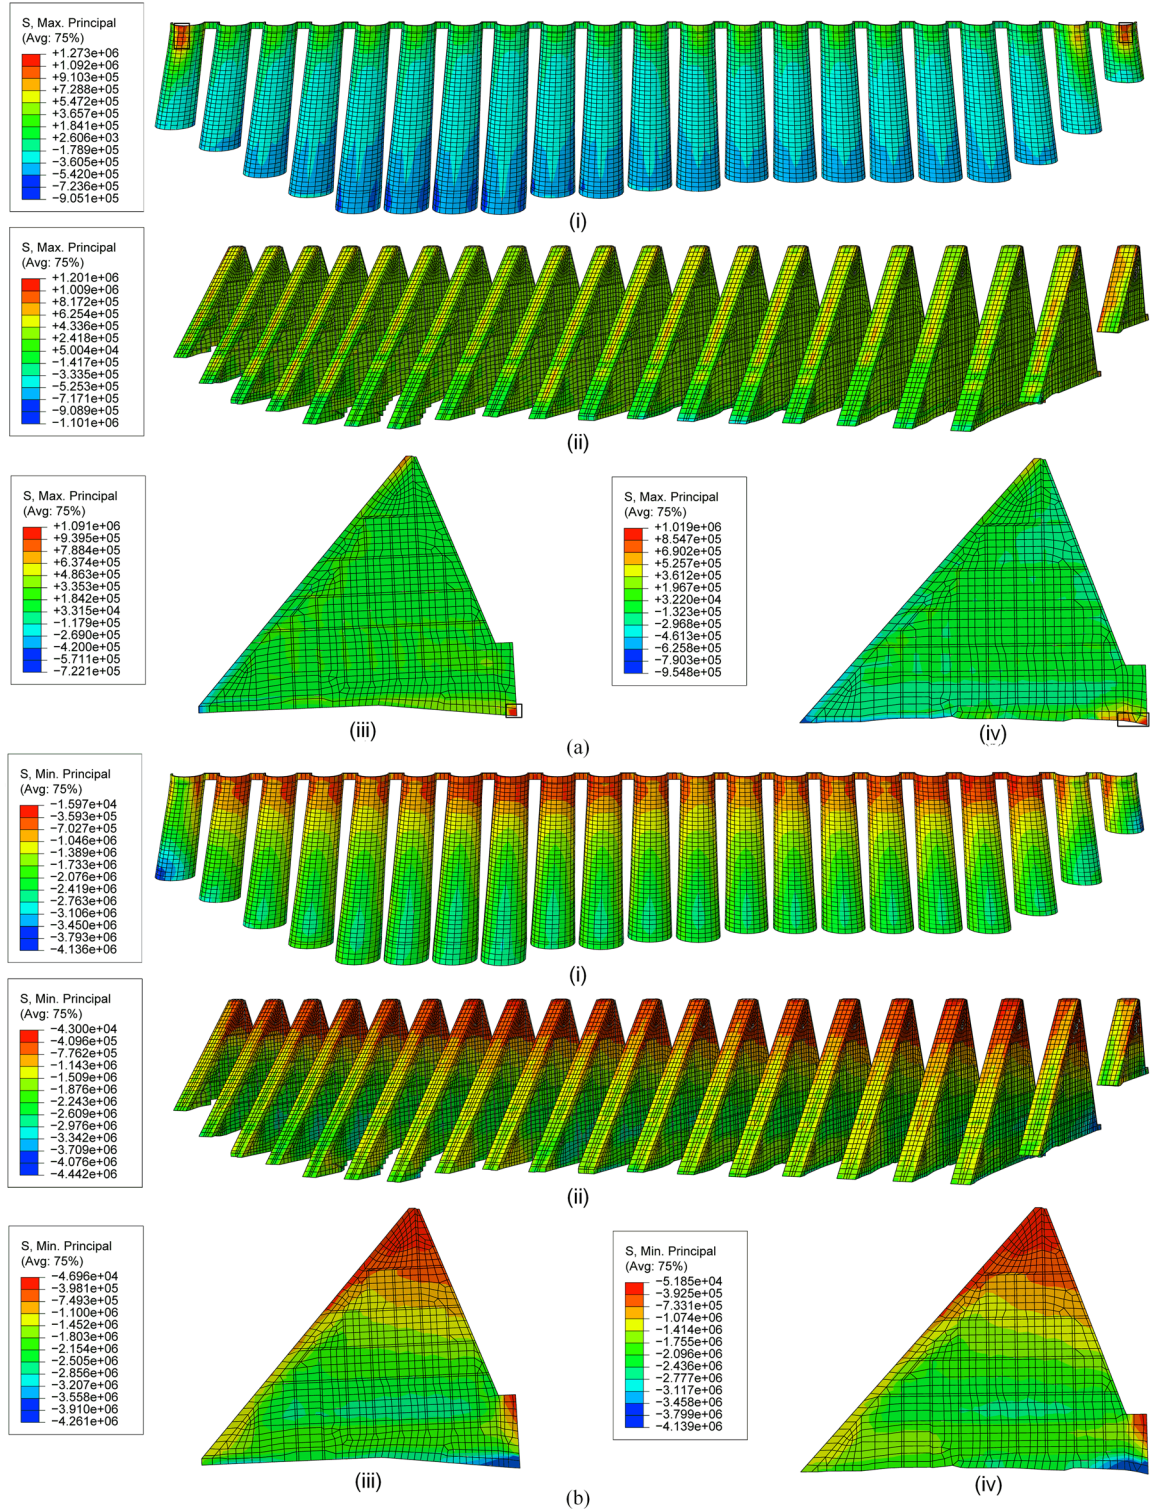 S, Max. Principal
(Avg: 75%)
+1.273e+06
+1.092e+06
+9.103e+05
+7.288e+05
+5.472e+05
+3.657e+05
+1.841e+05
+2.606e+03
−1.789e+05
−3.605e+05
−5.420e+05
−7.236e+05
−9.051e+05
(i)
S, Max. Principal
(Avg: 75%)
+1.201e+06
+1.009e+06
+8.172e+05
+6.254e+05
+4.336e+05
+2.418e+05
+5.004e+04
−1.417e+05
−3.335e+05
−5.253e+05
−7.171e+05
−9.089e+05
−1.101e+06
(ii)
S, Max. Principal
(Avg: 75%)
+1.091e+06
+9.395e+05
+7.884e+05
+6.374e+05
+4.863e+05
+3.353e+05
+1.842e+05
+3.315e+04
−1.179e+05
−2.690e+05
−4.200e+05
−5.711e+05
−7.221e+05
(iii)
S, Max. Principal
(Avg: 75%)
+1.019e+06
+8.547e+05
+6.902e+05
+5.257e+05
+3.612e+05
+1.967e+05
+3.220e+04
−1.323e+05
−2.968e+05
−4.613e+05
−6.258e+05
−7.903e+05
−9.548e+05
(iv)
(a)
S, Min. Principal
(Avg: 75%)
−1.597e+04
−3.593e+05
−7.027e+05
−1.046e+06
−1.389e+06
−1.733e+06
−2.076e+06
−2.419e+06
−2.763e+06
−3.106e+06
−3.450e+06
−3.793e+06
−4.136e+06
(i)
S, Min. Principal
(Avg: 75%)
−4.300e+04
−4.096e+05
−7.762e+05
−1.143e+06
−1.509e+06
−1.876e+06
−2.243e+06
−2.609e+06
−2.976e+06
−3.342e+06
−3.709e+06
−4.076e+06
−4.442e+06
(ii)
S, Min. Principal
(Avg: 75%)
−4.696e+04
−3.981e+05
−7.493e+05
−1.100e+06
−1.452e+06
−1.803e+06
−2.154e+06
−2.505e+06
−2.856e+06
−3.207e+06
−3.558e+06
−3.910e+06
−4.261e+06
(iii)
S, Min. Principal
(Avg: 75%)
−5.185e+04
−3.925e+05
−7.331e+05
−1.074e+06
−1.414e+06
−1.755e+06
−2.096e+06
−2.436e+06
−2.777e+06
−3.117e+06
−3.458e+06
−3.799e+06
−4.139e+06
(iv)
(b)